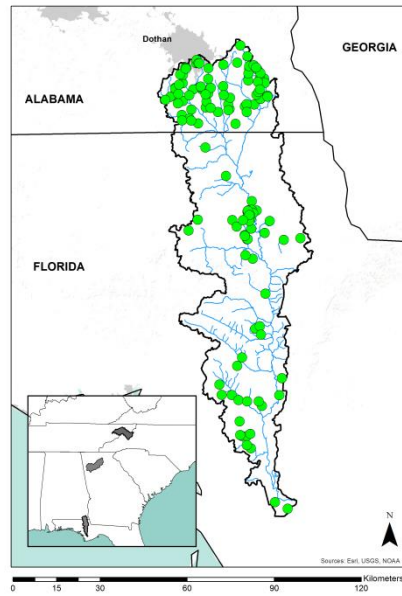 Dothan
GEORGIA
ALABAMA
FLORIDA
N
Sources: Esri, USGS, NOAA
0 15 30 60 90 120
Kilometers